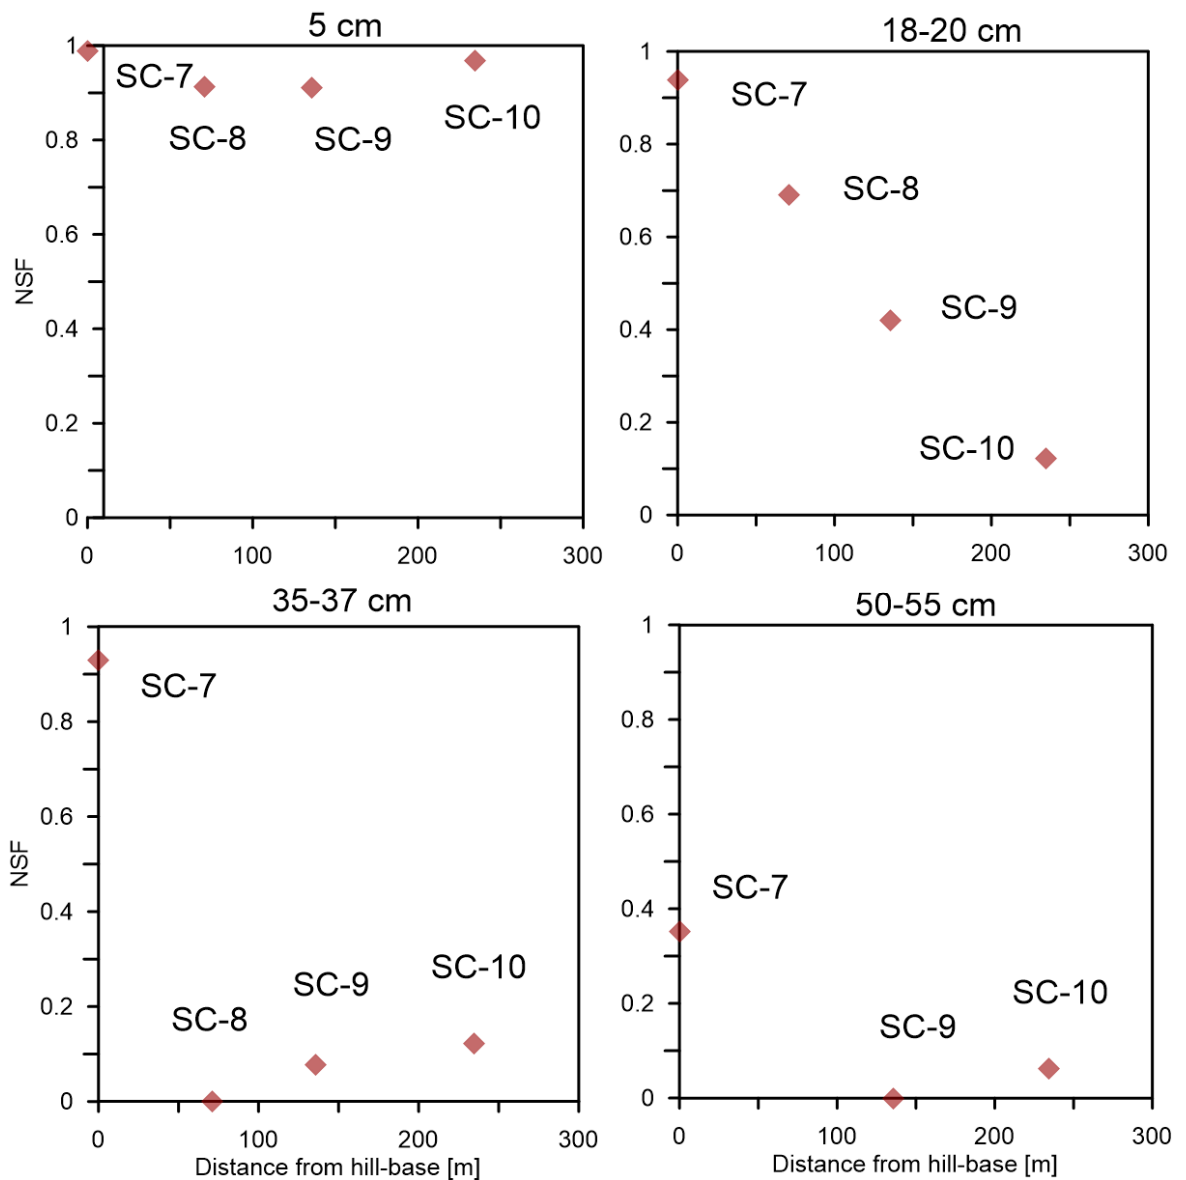 5 cm
1
0.8
0.6
0.4
0.2
0
NSF
SC-7
SC-8
SC-9
SC-10
0
100
200
300
18-20 cm
1
0.8
0.6
0.4
0.2
0
SC-7
SC-8
SC-9
SC-10
0
100
200
300
35-37 cm
1
0.8
0.6
0.4
0.2
0
NSF
SC-7
SC-8
SC-9
SC-10
0
100
200
300
Distance from hill-base [m]
50-55 cm
1
0.8
0.6
0.4
0.2
0
SC-7
SC-9
SC-10
0
100
200
300
Distance from hill-base [m]